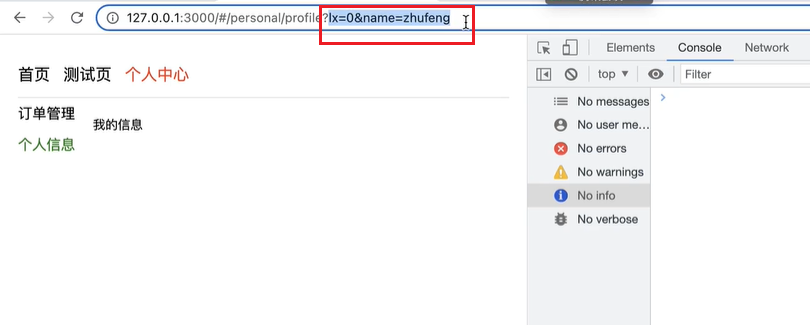 127.0.0.1:3000/#/personal/profile?lx=0&name=zhufeng
首页 测试页 个人中心
订单管理
我的信息
个人信息
Elements Console Network
top ▼ Filter
No messages
No user me...
No errors
No warnings
No info
No verbose